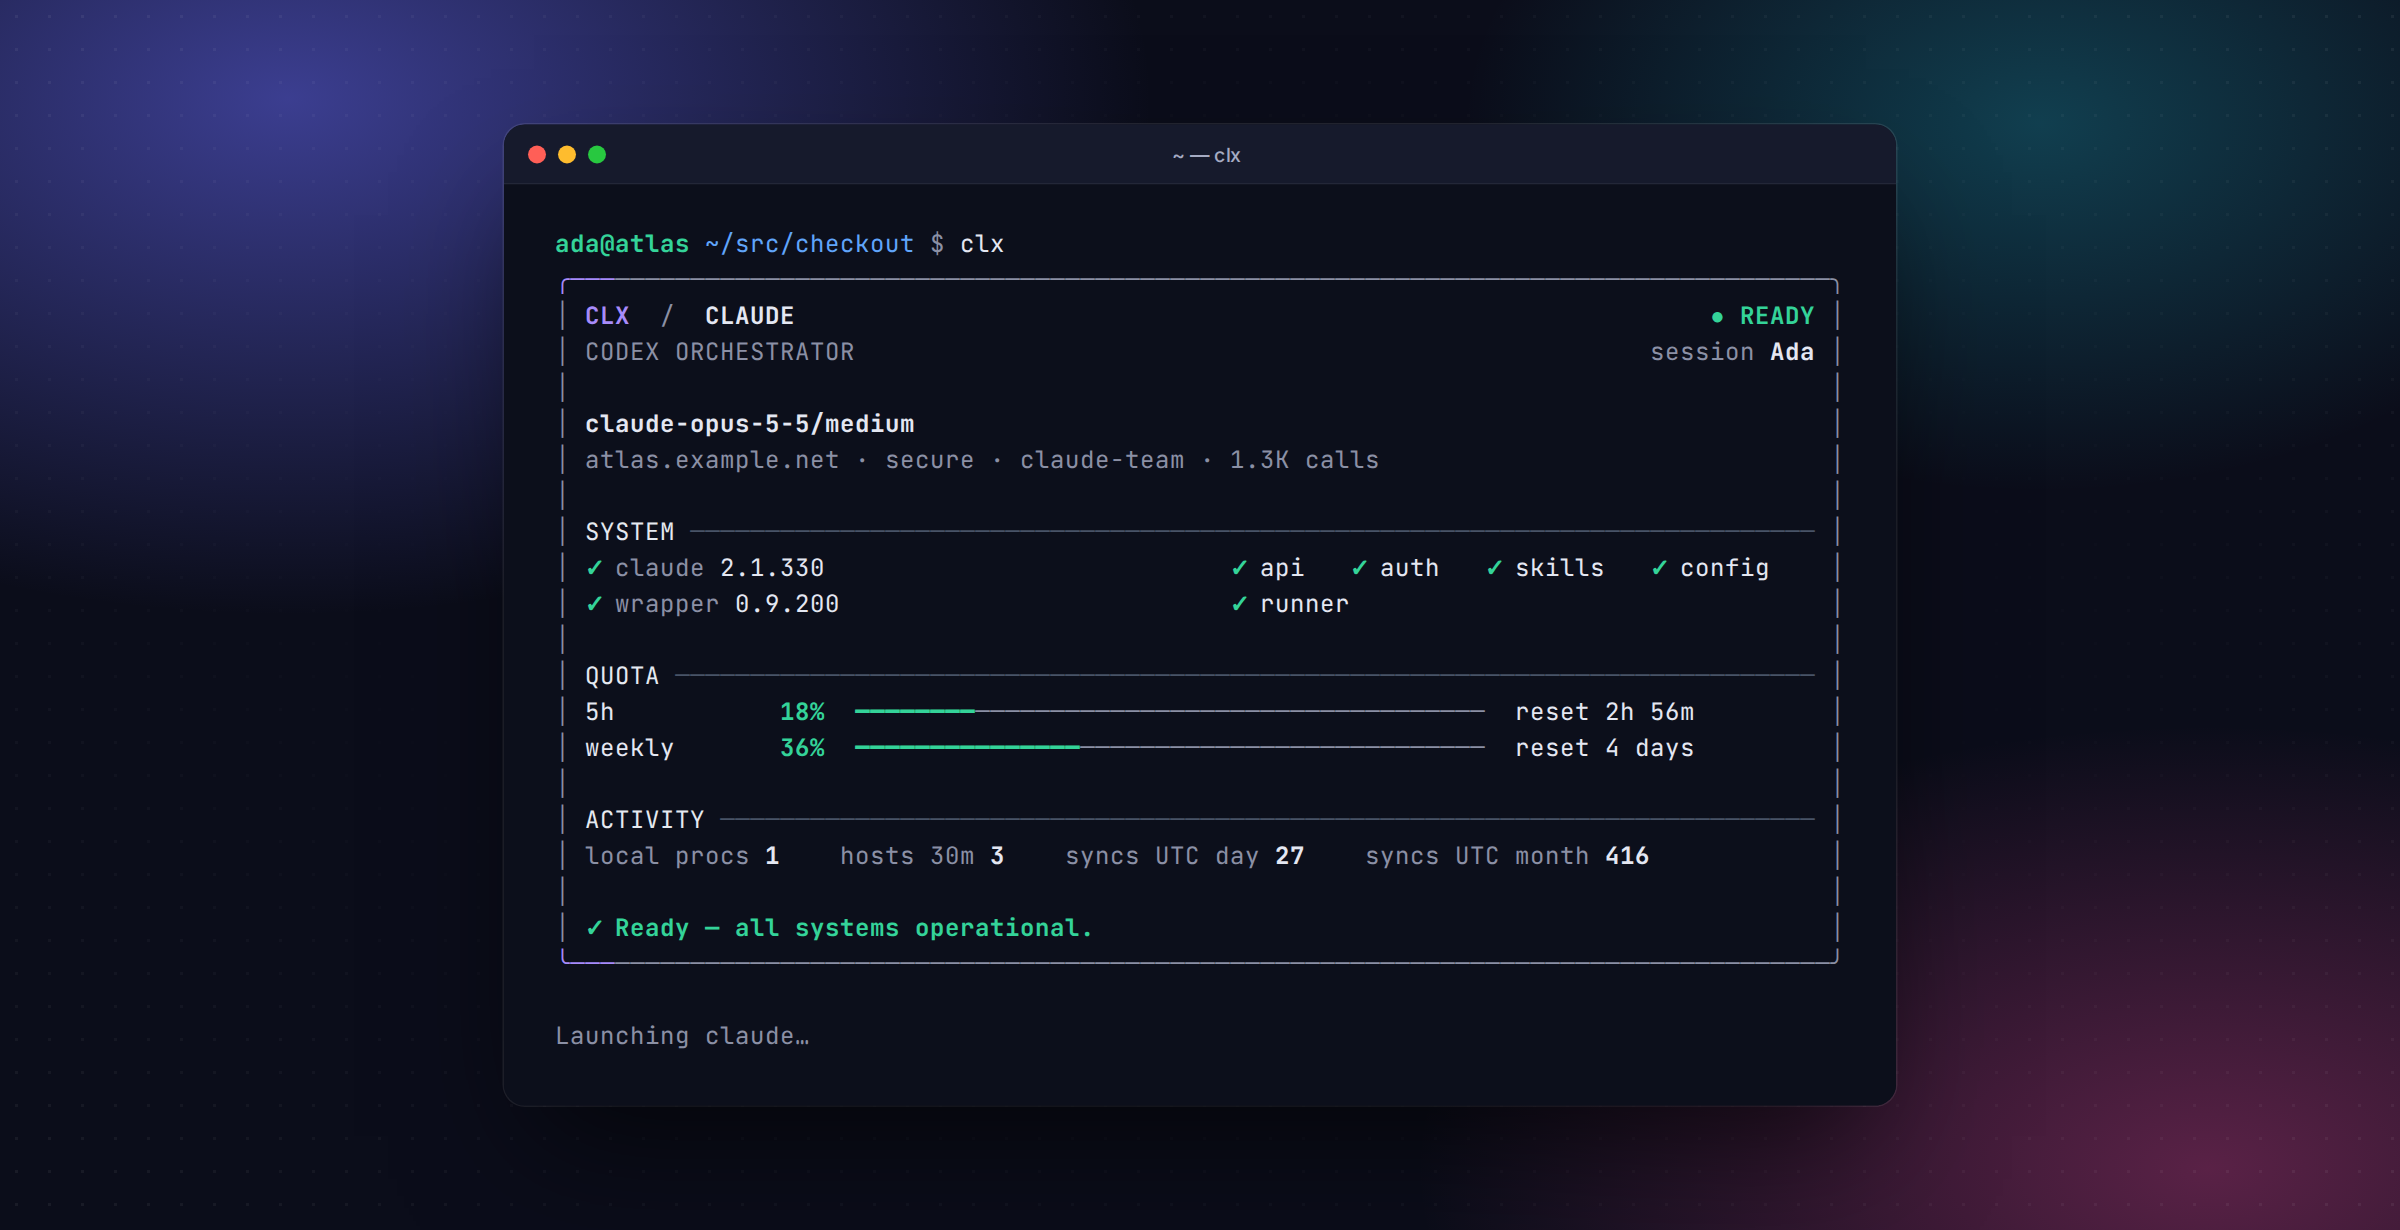 ~ — clx
ada@atlas ~/src/checkout $ clx
CLX / CLAUDE ● READY
CODEX ORCHESTRATOR session Ada
claude-opus-5-5/medium
atlas.example.net · secure · claude-team · 1.3K calls
SYSTEM
✓ claude 2.1.330 ✓ api ✓ auth ✓ skills ✓ config
✓ wrapper 0.9.200 ✓ runner
QUOTA
5h 18% reset 2h 56m
weekly 36% reset 4 days
ACTIVITY
local procs 1 hosts 30m 3 syncs UTC day 27 syncs UTC month 416
✓ Ready — all systems operational.
Launching claude…